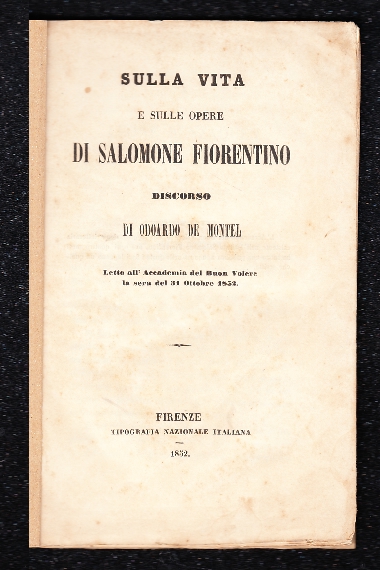 SULLA VITA
E SULLE OPERE
DI SALOMONE FIORENTINO
DISCORSO
DI ODOARDO DE MONTEL
Letto all' Accademia del Buon Volere
la sera del 31 Ottobre 1852.
FIRENZE
TIPOGRAFIA NAZIONALE ITALIANA
1852.